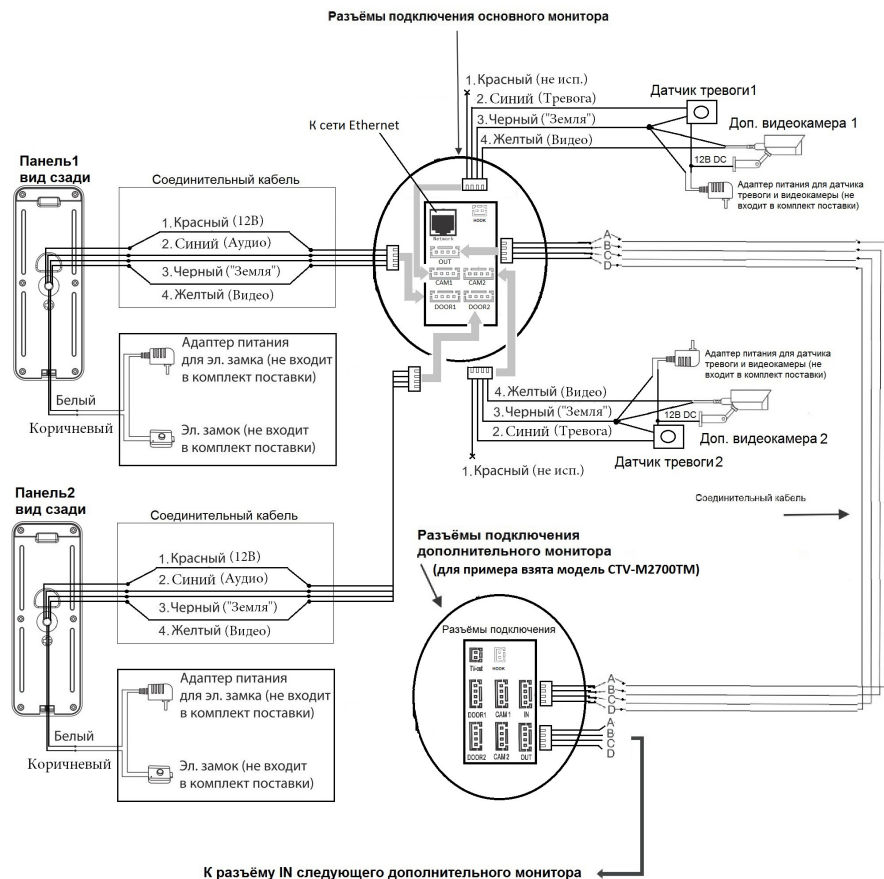 Разъёмы подключения основного монитора
1. Красный (не исп.)
2. Синий (Тревога)
3. Черный ("Земля")
4. Желтый (Видео)
Датчик тревоги1
Доп. видеокамера 1
12В DC
Адаптер питания для датчика
тревоги и видеокамеры (не
входит в комплект поставки)
К сети Ethernet
Панель1
вид сзади
Соединительный кабель
1. Красный (12В)
2. Синий (Аудио)
3. Черный ("Земля")
4. Желтый (Видео)
Network
HOOK
OUT
CAM1
CAM2
DOOR1
DOOR2
A
B
C
D
Адаптер питания
для эл. замка (не входит
в комплект поставки)
Белый
Коричневый
Эл. замок (не входит
в комплект поставки)
Адаптер питания для датчика
тревоги и видеокамеры (не
входит в комплект поставки)
4. Желтый (Видео)
3. Черный ("Земля")
2. Синий (Тревога)
1. Красный (не исп.)
12В DC
Доп. видеокамера 2
Датчик тревоги2
Соединительный кабель
Панель2
вид сзади
Соединительный кабель
1. Красный (12В)
2. Синий (Аудио)
3. Черный ("Земля")
4. Желтый (Видео)
Адаптер питания
для эл. замка (не входит
в комплект поставки)
Белый
Коричневый
Эл. замок (не входит
в комплект поставки)
Разъёмы подключения
дополнительного монитора
(для примера взята модель CTV-M2700TM)
Разъёмы подключения
HOOK
DOOR1
CAM 1
IN
DOOR2
CAM 2
OUT
A
B
C
D
A
B
C
D
К разъёму IN следующего дополнительного монитора